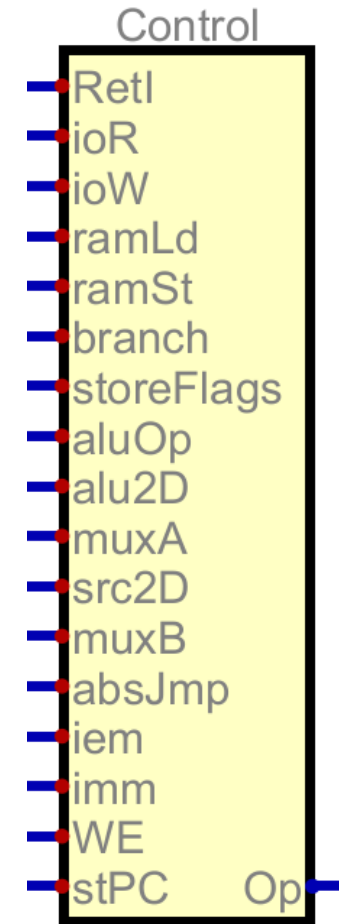 Control
RetI
ioR
ioW
ramLd
ramSt
branch
storeFlags
aluOp
alu2D
muxA
src2D
muxB
absJmp
iem
imm
WE
stPC Op